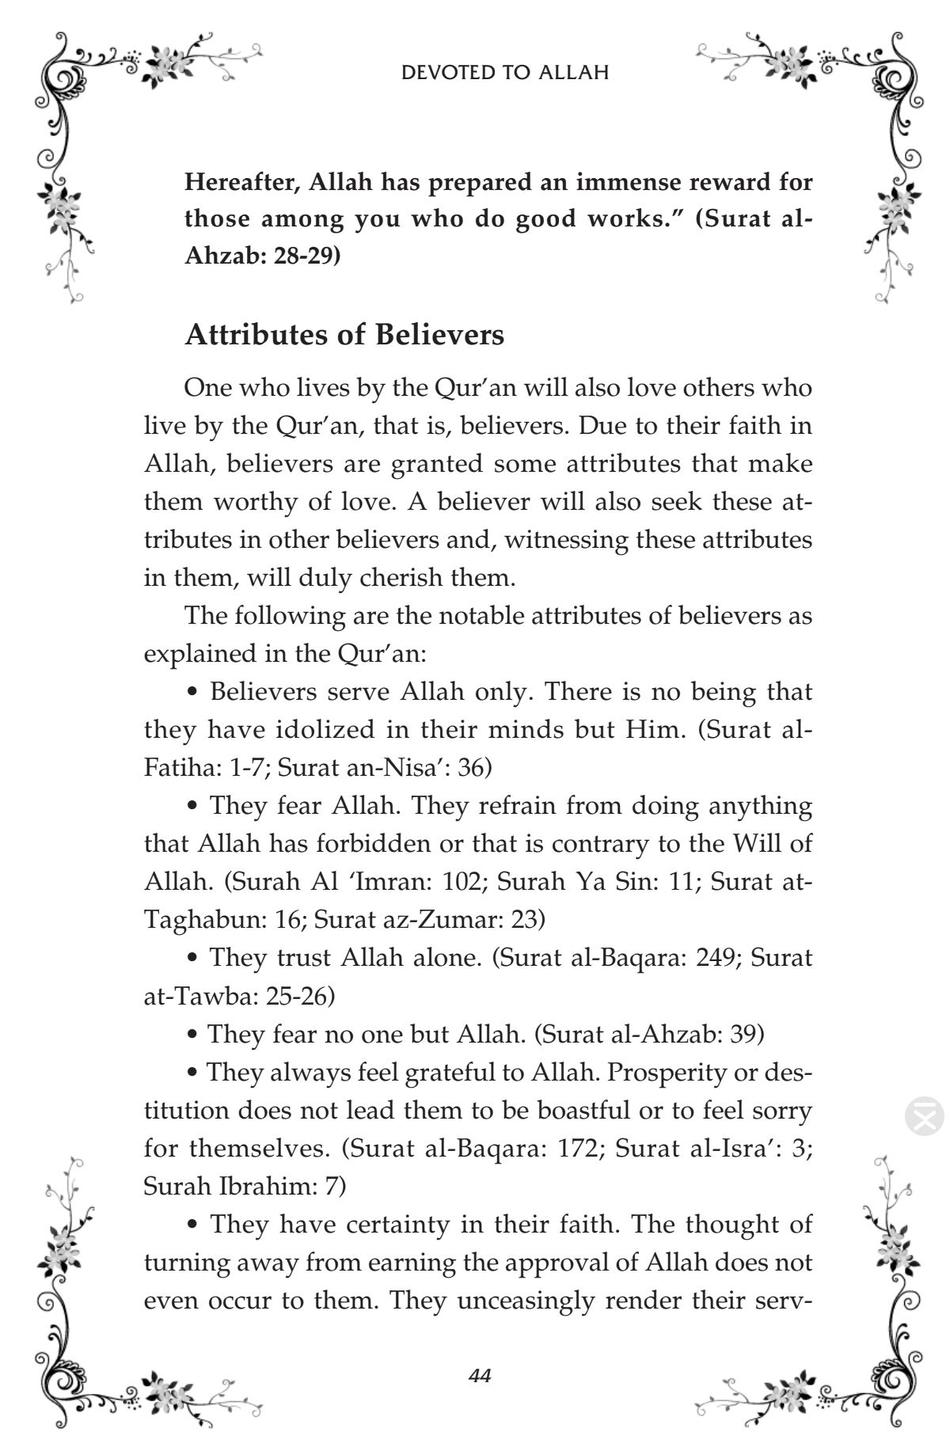 DEVOTED TO ALLAH
Hereafter, Allah has prepared an immense reward for
those among you who do good works.” (Surat al-
Ahzab: 28-29)
Attributes of Believers
One who lives by the Qur’an will also love others who
live by the Qur’an, that is, believers. Due to their faith in
Allah, believers are granted some attributes that make
them worthy of love. A believer will also seek these at-
tributes in other believers and, witnessing these attributes
in them, will duly cherish them.
The following are the notable attributes of believers as
explained in the Qur’an:
• Believers serve Allah only. There is no being that
they have idolized in their minds but Him. (Surat al-
Fatiha: 1-7; Surat an-Nisa’: 36)
• They fear Allah. They refrain from doing anything
that Allah has forbidden or that is contrary to the Will of
Allah. (Surah Al ‘Imran: 102; Surah Ya Sin: 11; Surat at-
Taghabun: 16; Surat az-Zumar: 23)
• They trust Allah alone. (Surat al-Baqara: 249; Surat
at-Tawba: 25-26)
• They fear no one but Allah. (Surat al-Ahzab: 39)
• They always feel grateful to Allah. Prosperity or des-
titution does not lead them to be boastful or to feel sorry
for themselves. (Surat al-Baqara: 172; Surat al-Isra’: 3;
Surah Ibrahim: 7)
• They have certainty in their faith. The thought of
turning away from earning the approval of Allah does not
even occur to them. They unceasingly render their serv-
44